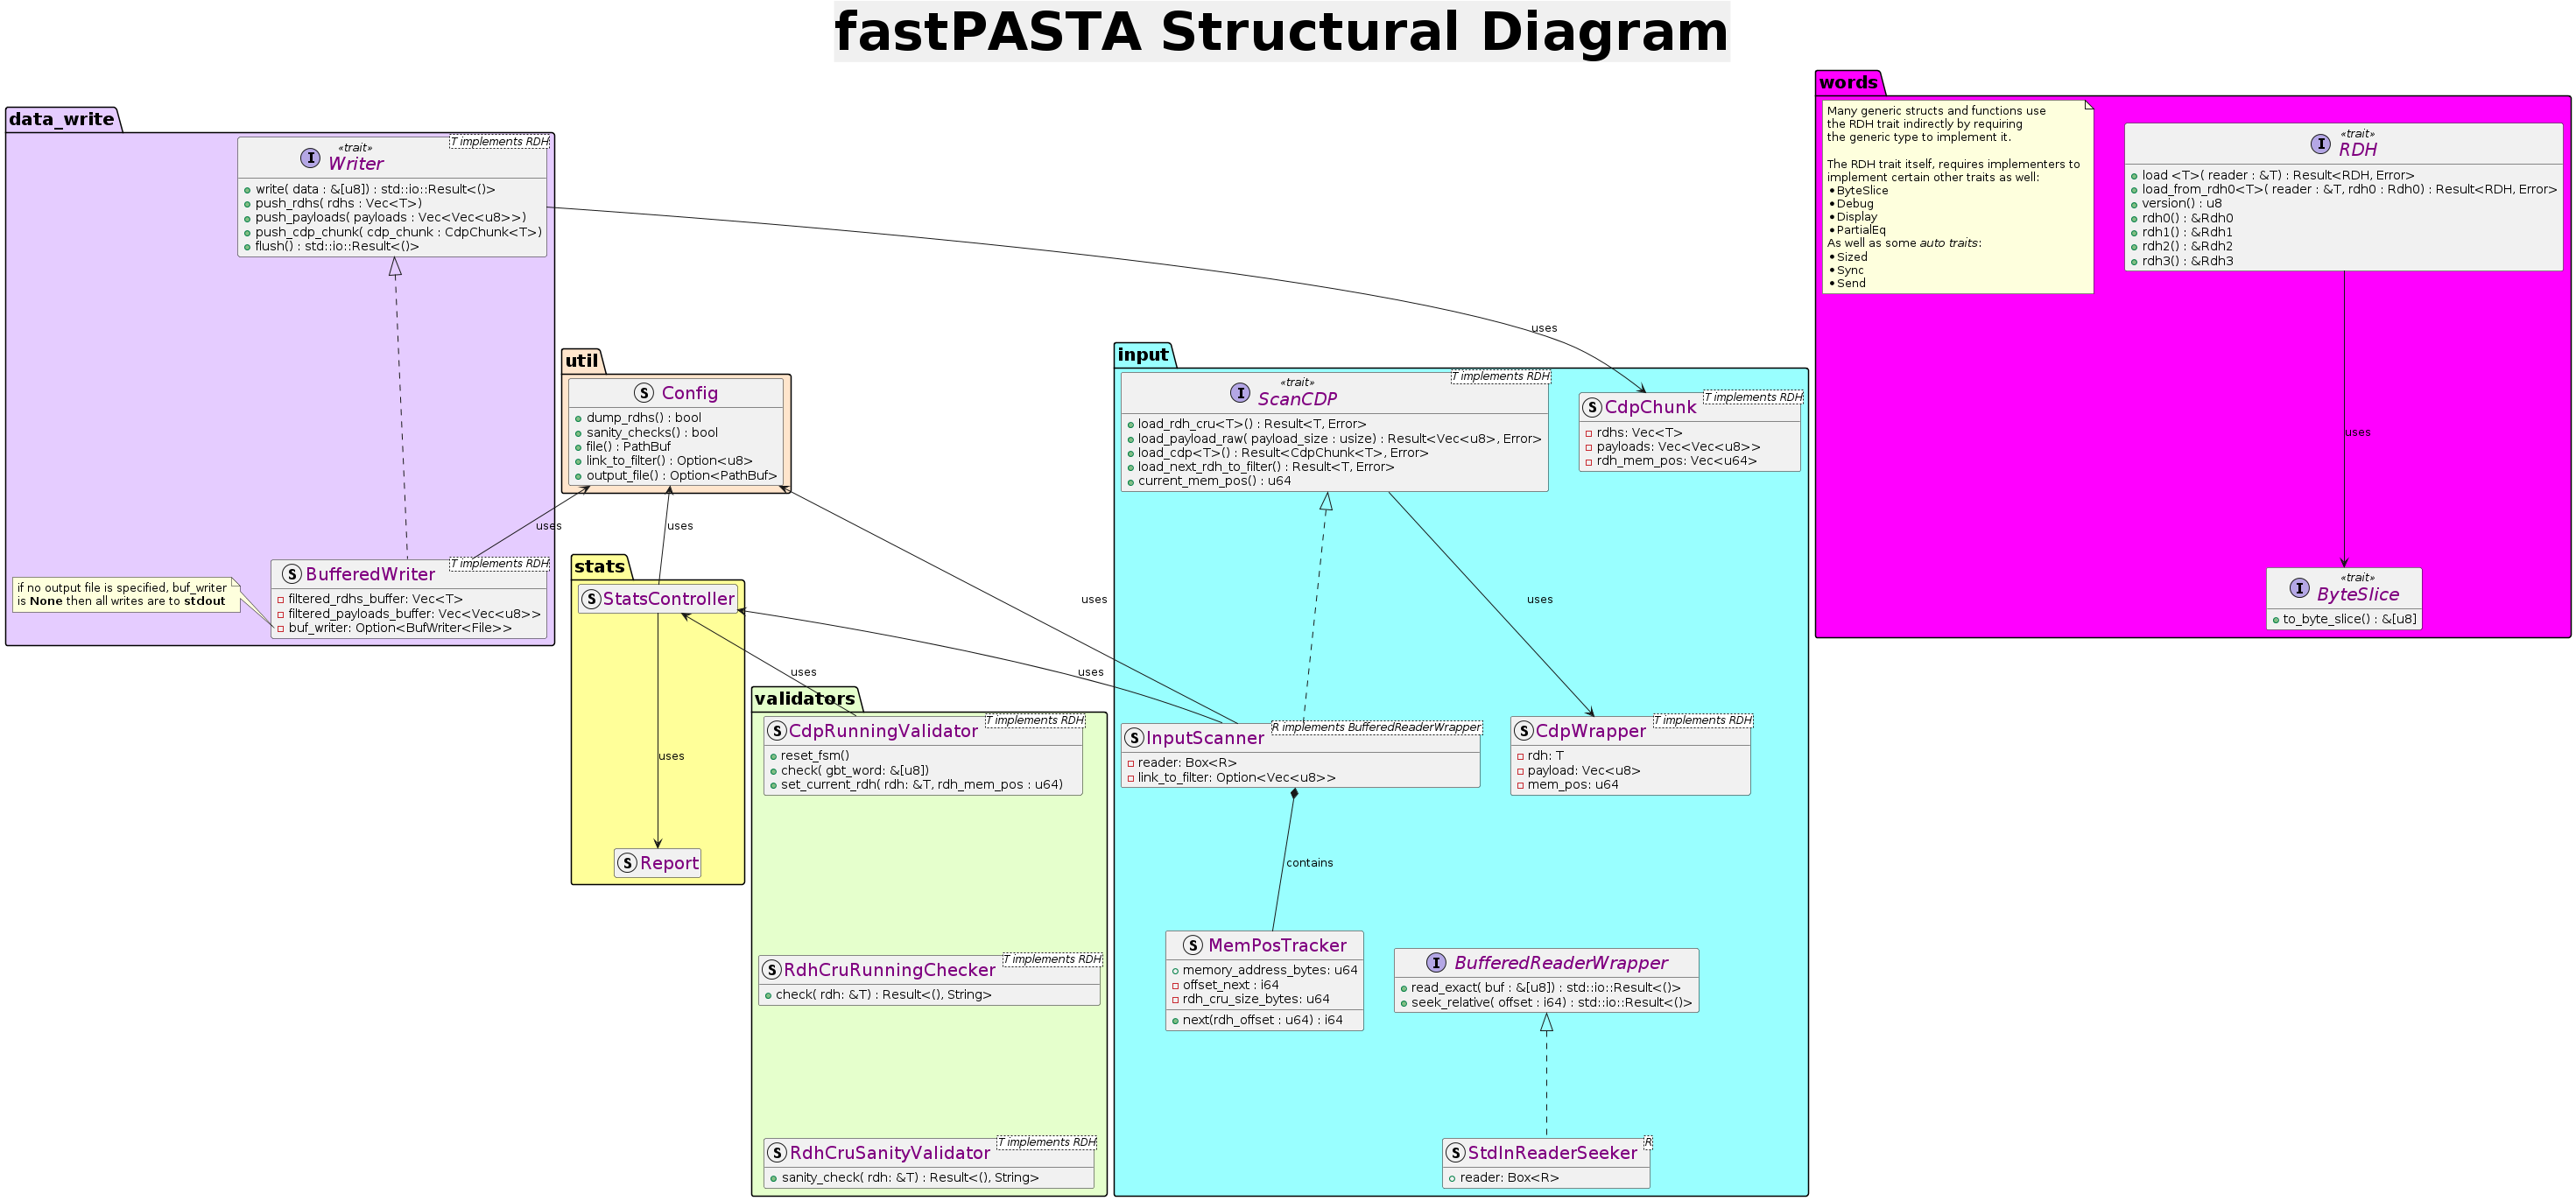 fastPASTA Structural Diagram
data_write
T implements RDH
«trait»
I
Writer
write( data : &[u8]) : std::io::Result<()>
push_rdhs( rdhs : Vec<T>)
push_payloads( payloads : Vec<Vec<u8>>)
push_cdp_chunk( cdp_chunk : CdpChunk<T>)
flush() : std::io::Result<()>
T implements RDH
S BufferedWriter
filtered_rdhs_buffer: Vec<T>
filtered_payloads_buffer: Vec<Vec<u8>>
buf_writer: Option<BufWriter<File>>
if no output file is specified, buf_writer
is None then all writes are to stdout
util
S Config
dump_rdhs() : bool
sanity_checks() : bool
file() : PathBuf
link_to_filter() : Option<u8>
output_file() : Option<PathBuf>
uses
uses
uses
uses
stats
S StatsController
uses
uses
uses
S Report
validators
T implements RDH
S CdpRunningValidator
reset_fsm()
check( gbt_word: &[u8])
set_current_rdh( rdh: &T, rdh_mem_pos : u64)
T implements RDH
S RdhCruRunningChecker
check( rdh: &T) : Result<(), String>
T implements RDH
S RdhCruSanityValidator
sanity_check( rdh: &T) : Result<(), String>
input
T implements RDH
«trait»
I
ScanCDP
load_rdh_cru<T>() : Result<T, Error>
load_payload_raw( payload_size : usize) : Result<Vec<u8>, Error>
load_cdp<T>() : Result<CdpChunk<T>, Error>
load_next_rdh_to_filter() : Result<T, Error>
current_mem_pos() : u64
T implements RDH
S CdpChunk
rdhs: Vec<T>
payloads: Vec<Vec<u8>>
rdh_mem_pos: Vec<u64>
uses
R implements BufferedReaderWrapper
S InputScanner
reader: Box<R>
link_to_filter: Option<Vec<u8>>
T implements RDH
S CdpWrapper
rdh: T
payload: Vec<u8>
mem_pos: u64
contains
S MemPosTracker
memory_address_bytes: u64
offset_next : i64
rdh_cru_size_bytes: u64
next(rdh_offset : u64) : i64
I BufferedReaderWrapper
read_exact( buf : &[u8]) : std::io::Result<()>
seek_relative( offset : i64) : std::io::Result<()>
R
S StdInReaderSeeker
reader: Box<R>
words
Many generic structs and functions use
the RDH trait indirectly by requiring
the generic type to implement it.
The RDH trait itself, requires implementers to
implement certain other traits as well:
• ByteSlice
• Debug
• Display
• PartialEq
As well as some auto traits:
• Sized
• Sync
• Send
«trait»
I
RDH
load <T>( reader : &T) : Result<RDH, Error>
load_from_rdh0<T>( reader : &T, rdh0 : Rdh0) : Result<RDH, Error>
version() : u8
rdh0() : &Rdh0
rdh1() : &Rdh1
rdh2() : &Rdh2
rdh3() : &Rdh3
uses
«trait»
I
ByteSlice
to_byte_slice() : &[u8]